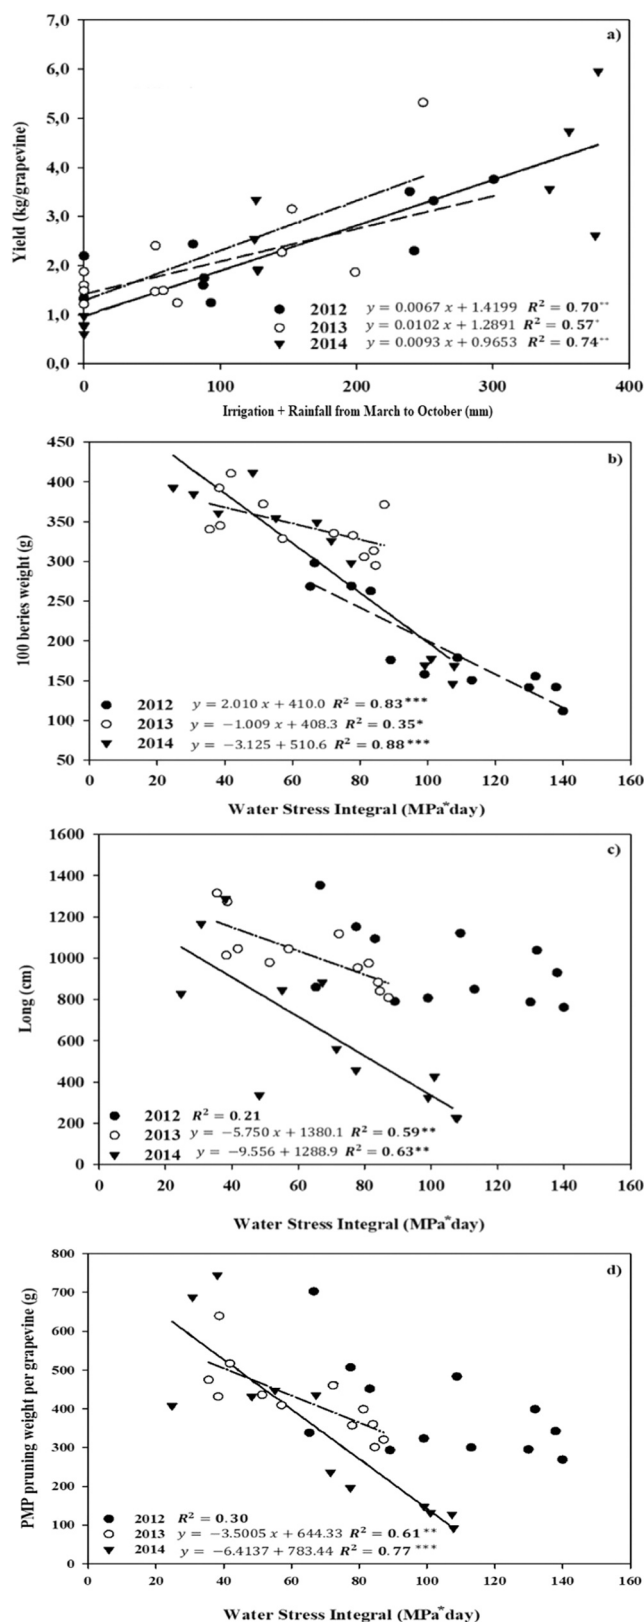 a)
7,0
6,0
5,0
4,0
3,0
2,0
1,0
0,0
Yield (kg/grapevine)
2012 y = 0.0067 x + 1.4199 R² = 0.70**
2013 y = 0.0102 x + 1.2891 R² = 0.57*
2014 y = 0.0093 x + 0.9653 R² = 0.74**
0 100 200 300 400
Irrigation + Rainfall from March to October (mm)
b)
450
400
350
300
250
200
150
100
50
100 beries weight (g)
2012 y = 2.010 x + 410.0 R² = 0.83***
2013 y = −1.009 x + 408.3 R² = 0.35*
2014 y = −3.125 + 510.6 R² = 0.88***
0 20 40 60 80 100 120 140 160
Water Stress Integral (MPa*day)
c)
1600
1400
1200
1000
800
600
400
200
0
Long (cm)
2012 R² = 0.21
2013 y = −5.750 x + 1380.1 R² = 0.59**
2014 y = −9.556 + 1288.9 R² = 0.63**
0 20 40 60 80 100 120 140 160
Water Stress Integral (MPa*day)
d)
800
700
600
500
400
300
200
100
0
PMP pruning weight per grapevine (g)
2012 R² = 0.30
2013 y = −3.5005 x + 644.33 R² = 0.61**
2014 y = −6.4137 + 783.44 R² = 0.77***
0 20 40 60 80 100 120 140 160
Water Stress Integral (MPa*day)